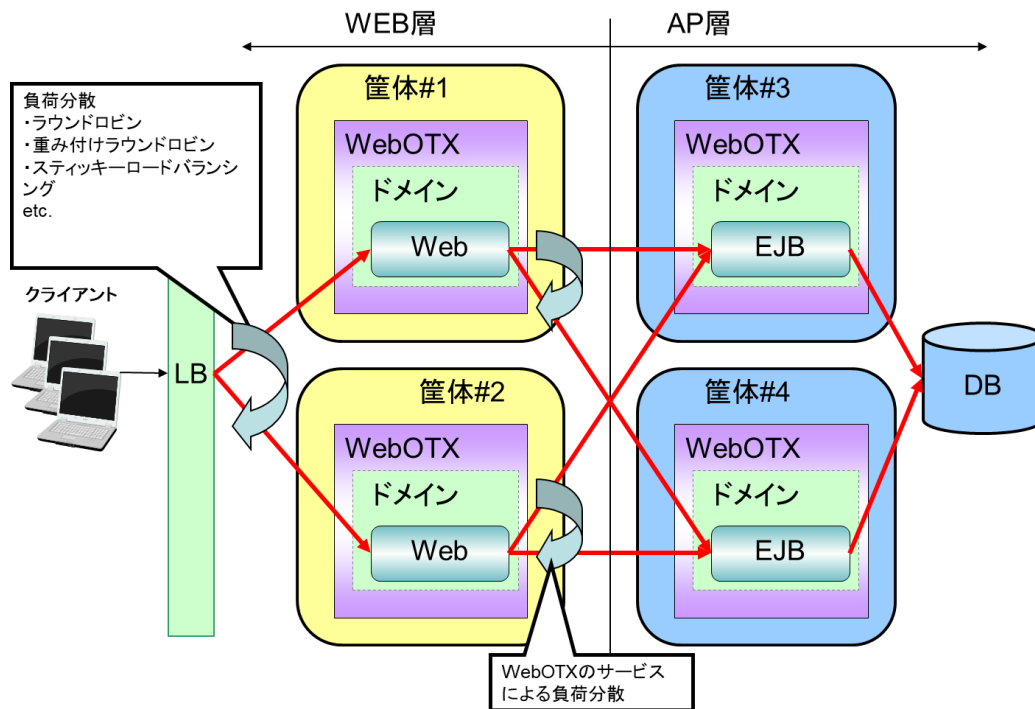 WEB層
AP層
負荷分散
・ラウンドロビン
・重み付けラウンドロビン
・スティッキーロードバランシ
ング
etc.
クライアント
LB
筐体#1
WebOTX
ドメイン
Web
筐体#2
WebOTX
ドメイン
Web
筐体#3
WebOTX
ドメイン
EJB
筐体#4
WebOTX
ドメイン
EJB
DB
WebOTXのサービス
による負荷分散